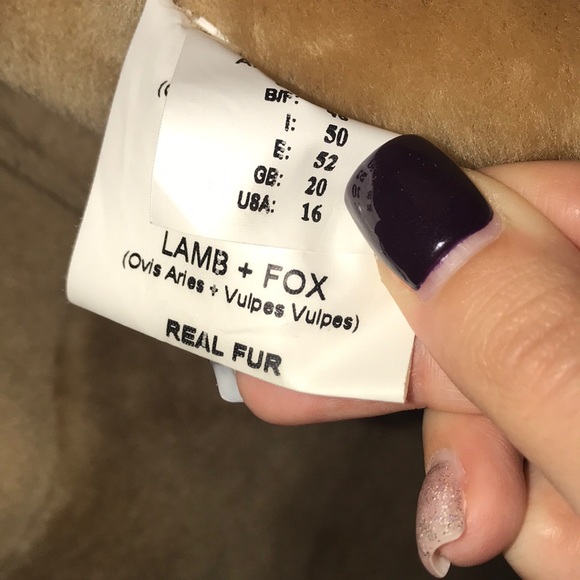 B/F:
I: 50
E: 52
GB: 20
USA: 16
LAMB + FOX
(Ovis Aries + Vulpes Vulpes)
REAL FUR